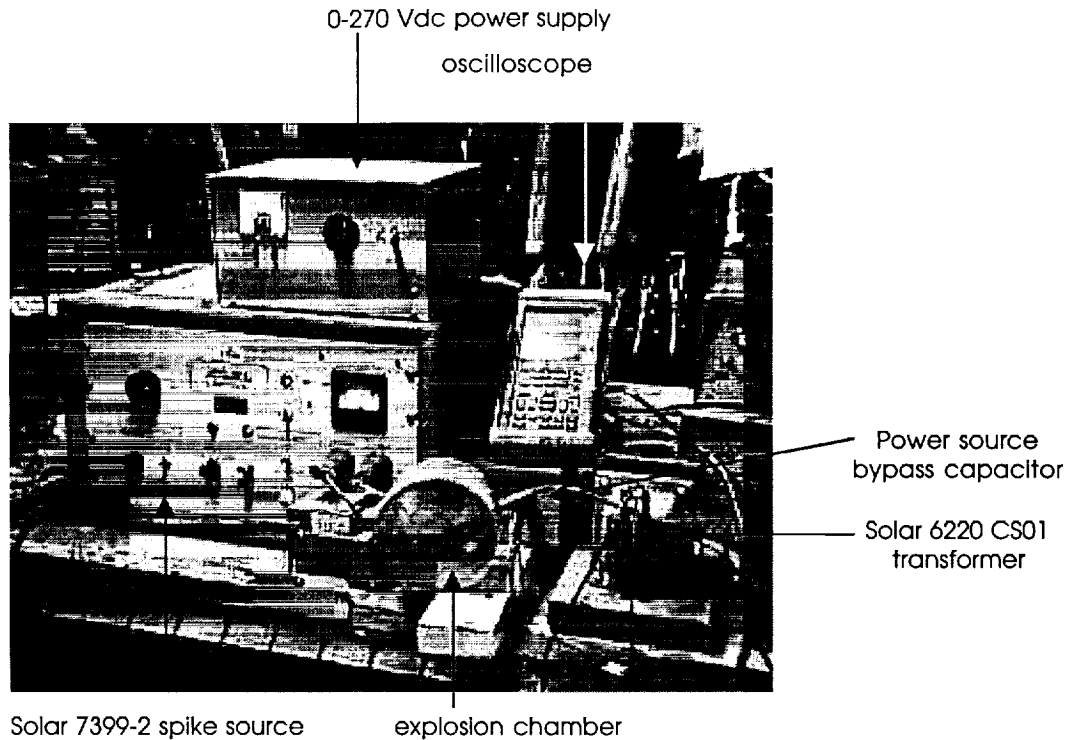 0-270 Vdc power supply
oscilloscope
Power source
bypass capacitor
Solar 6220 CS01
transformer
Solar 7399-2 spike source
explosion chamber